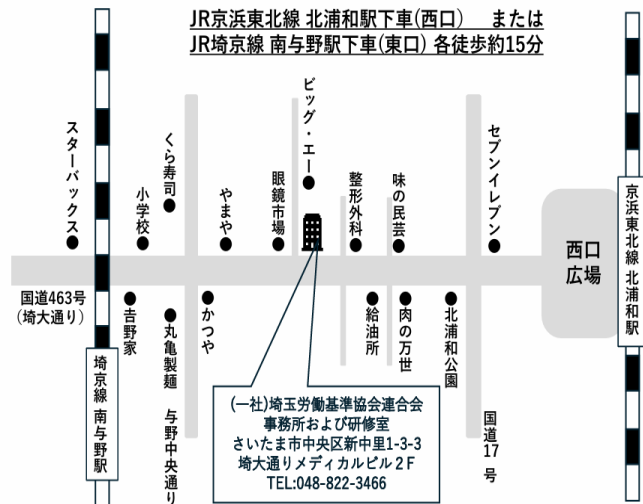 JR京浜東北線 北浦和駅下車(西口)　または
JR埼京線 南与野駅下車(東口) 各徒歩約15分
スターバックス
小学校
くら寿司
やまや
眼鏡市場
ビッグ・エー
整形外科
味の民芸
セブンイレブン
西口
広場
京浜東北線 北浦和駅
国道463号
(埼大通り)
吉野家
丸亀製麺
かつや
給油所
肉の万世
北浦和公園
埼京線 南与野駅
与野中央通り
国道17号
(一社)埼玉労働基準協会連合会
事務所および研修室
さいたま市中央区新中里1-3-3
埼大通りメディカルビル２F
TEL:048-822-3466